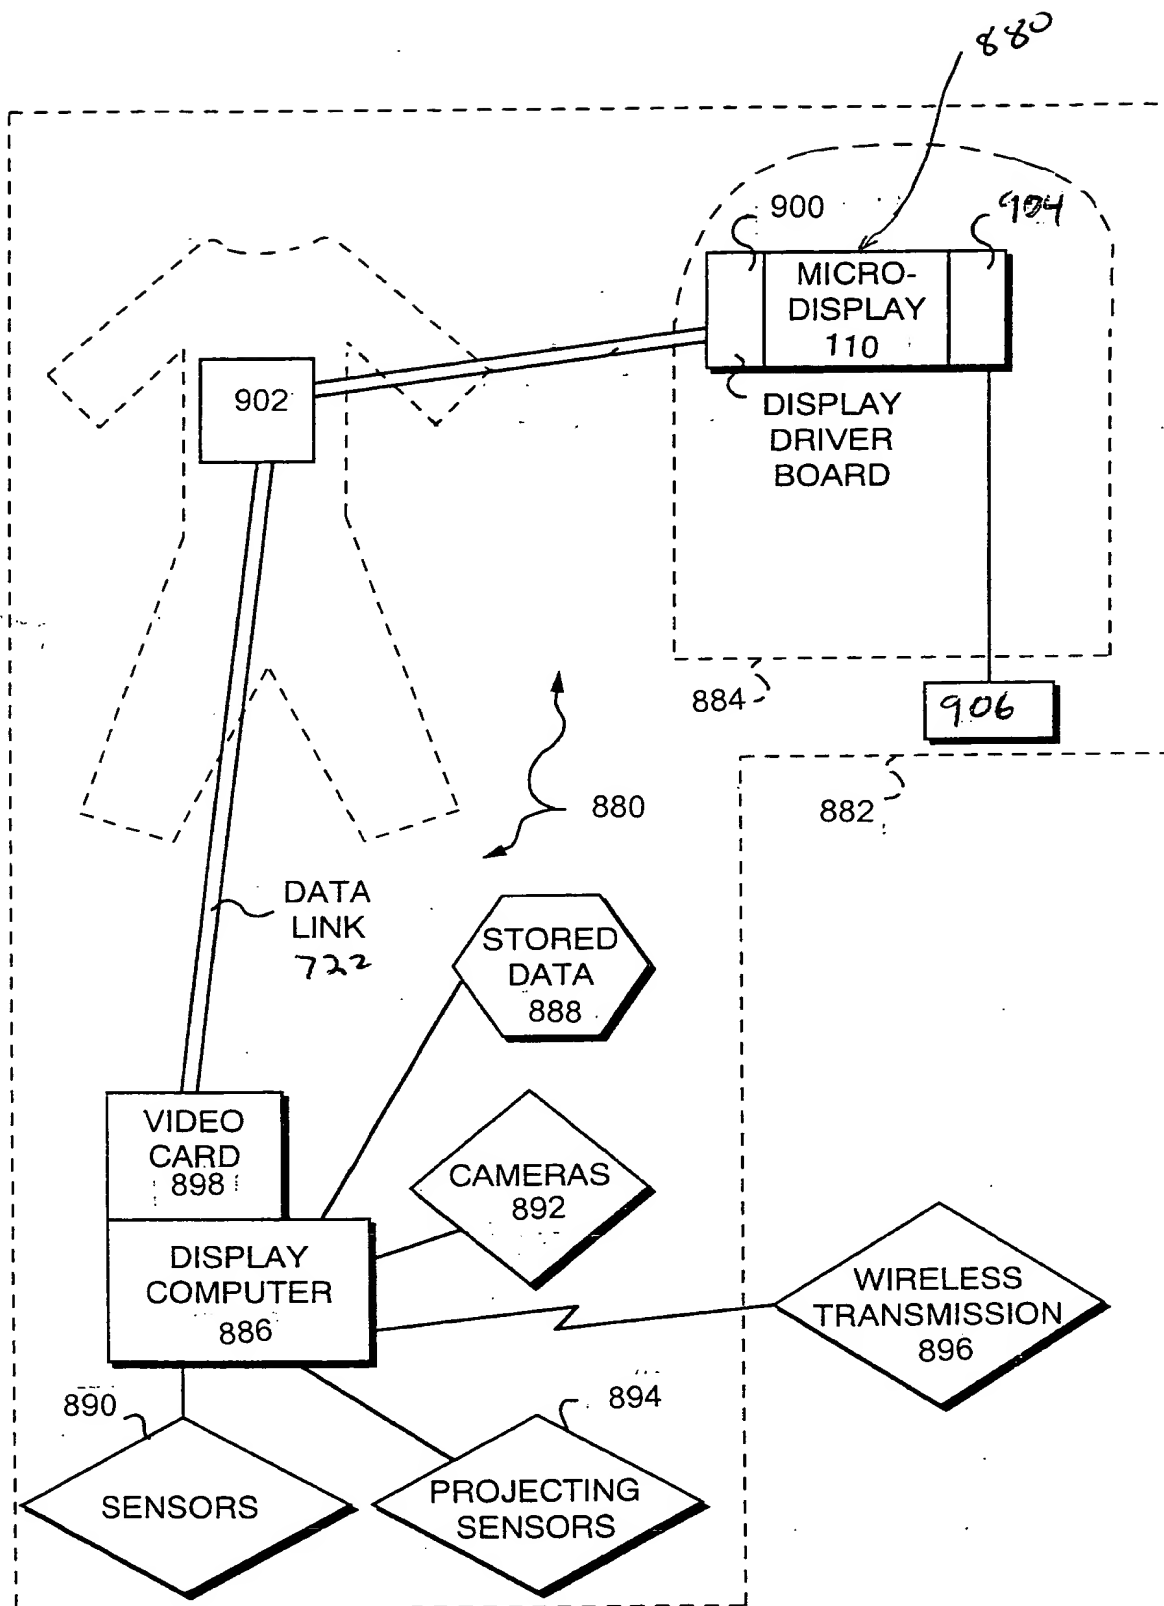 880
900
904
MICRO-
DISPLAY
110
902
DISPLAY
DRIVER
BOARD
884
906
882
880
DATA
LINK
722
STORED
DATA
888
VIDEO
CARD
898
CAMERAS
892
DISPLAY
COMPUTER
886
WIRELESS
TRANSMISSION
896
890
894
SENSORS
PROJECTING
SENSORS